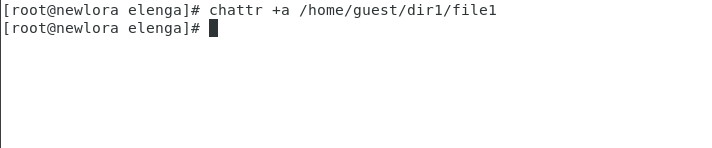 [root@newlora elenga]# chattr +a /home/guest/dir1/file1
[root@newlora elenga]#